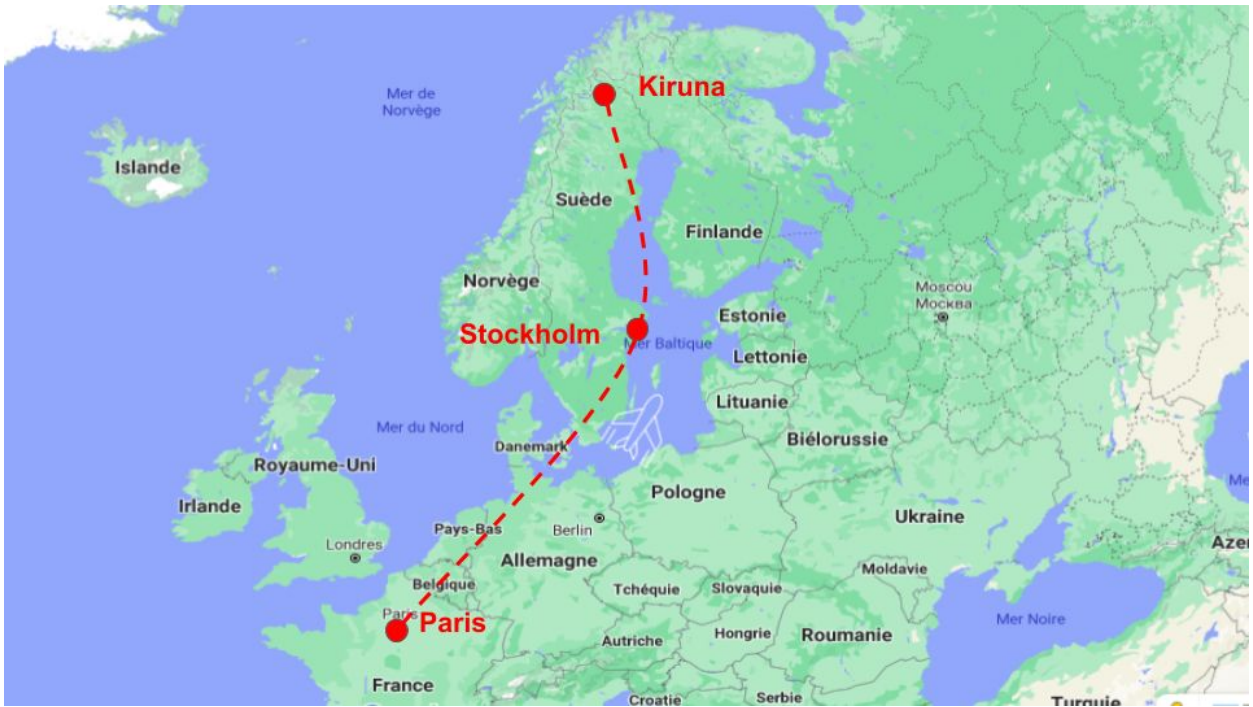 Kiruna
Mer de
Norvège
Islande
Suède
Finlande
Norvège
Moscou
Москва
Estonie
Stockholm
Mer Baltique
Lettonie
Lituanie
Mer du Nord
Danemark
Biélorussie
Royaume-Uni
Pologne
Irlande
Ukraine
Pays-Bas
Berlin
Londres
Allemagne
Azer
Moldavie
Belgique
Tchéquie
Slovaquie
Paris
Paris
Mer Noire
Autriche
Hongrie
Roumanie
France
Croatie
Serbie
Turquie